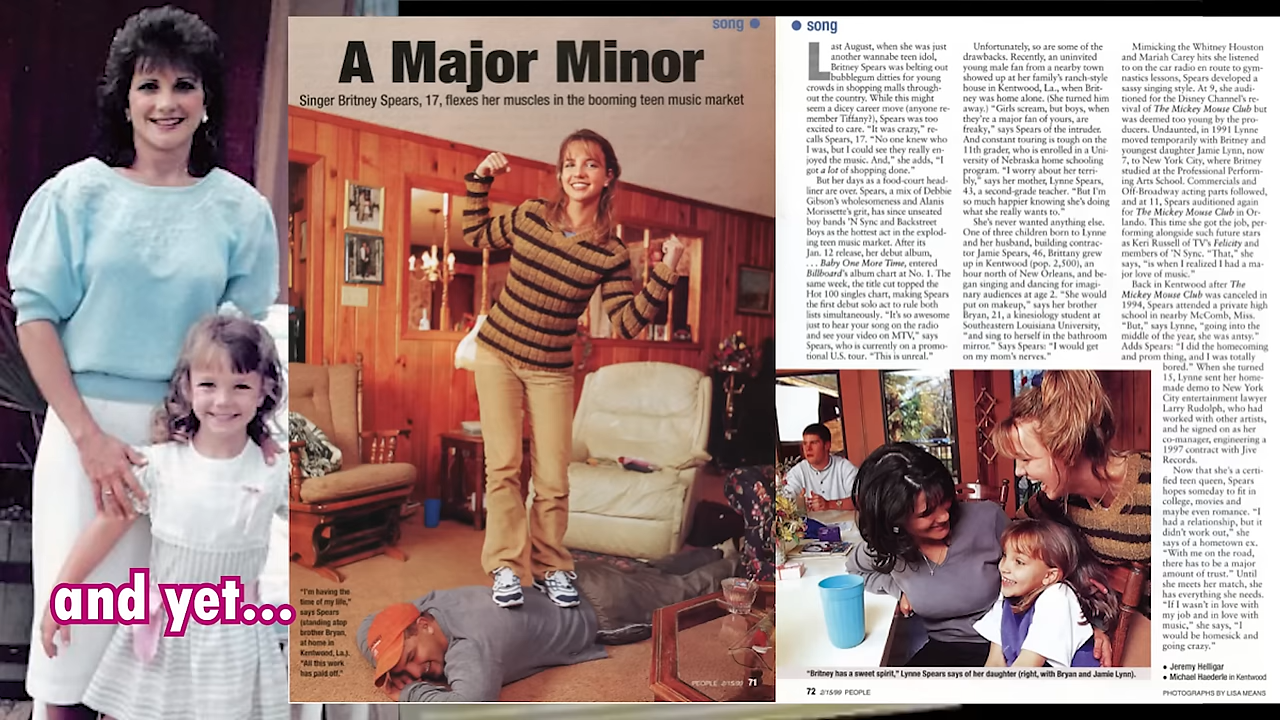 song
A Major Minor
Singer Britney Spears, 17, flexes her muscles in the booming teen music market
"I'm having the
time of my life,"
says Spears
(standing atop
brother Bryan,
at home in
Kentwood, La.).
"All this work
has paid off."
PEOPLE 2/15/99 71
and yet...
song
Last August, when she was just
another wannabe teen idol,
Britney Spears was belting out
bubblegum ditties for young
crowds in shopping malls through-
out the country. While this might
seem a dicey career move (anyone re-
member Tiffany?), Spears was too
excited to care. "It was crazy," re-
calls Spears, 17. "No one knew who
I was, but I could see they really en-
joyed the music. And," she adds, "I
got a lot of shopping done."
But her days as a food-court head-
liner are over. Spears, a mix of Debbie
Gibson's wholesomeness and Alanis
Morissette's grit, has since unseated
boy bands 'N Sync and Backstreet
Boys as the hottest act in the explod-
ing teen music market. After its
Jan. 12 release, her debut album,
. . . Baby One More Time, entered
Billboard's album chart at No. 1. The
same week, the title cut topped the
Hot 100 singles chart, making Spears
the first debut solo act to rule both
lists simultaneously. "It's so awesome
just to hear your song on the radio
and see your video on MTV," says
Spears, who is currently on a promo-
tional U.S. tour. "This is unreal."
Unfortunately, so are some of the
drawbacks. Recently, an uninvited
young male fan from a nearby town
showed up at her family's ranch-style
house in Kentwood, La., when Brit-
ney was home alone. (She turned him
away.) "Girls scream, but boys, when
they're a major fan of yours, are
freaky," says Spears of the intruder.
And constant touring is tough on the
11th grader, who is enrolled in a Uni-
versity of Nebraska home schooling
program. "I worry about her terri-
bly," says her mother, Lynne Spears,
43, a second-grade teacher. "But I'm
so much happier knowing she's doing
what she really wants to."
She's never wanted anything else.
One of three children born to Lynne
and her husband, building contrac-
tor Jamie Spears, 46, Brittany grew
up in Kentwood (pop. 2,500), an
hour north of New Orleans, and be-
gan singing and dancing for imagi-
nary audiences at age 2. "She would
put on makeup," says her brother
Bryan, 21, a kinesiology student at
Southeastern Louisiana University,
"and sing to herself in the bathroom
mirror." Says Spears: "I would get
on my mom's nerves."
Mimicking the Whitney Houston
and Mariah Carey hits she listened
to on the car radio en route to gym-
nastics lessons, Spears developed a
sassy singing style. At 9, she audi-
tioned for the Disney Channel's re-
vival of The Mickey Mouse Club but
was deemed too young by the pro-
ducers. Undaunted, in 1991 Lynne
moved temporarily with Britney and
youngest daughter Jamie Lynn, now
7, to New York City, where Britney
studied at the Professional Perform-
ing Arts School. Commercials and
Off-Broadway acting parts followed,
and at 11, Spears auditioned again
for The Mickey Mouse Club in Or-
lando. This time she got the job, per-
forming alongside such future stars
as Keri Russell of TV's Felicity and
members of 'N Sync. "That," she
says, "is when I realized I had a ma-
jor love of music."
Back in Kentwood after The
Mickey Mouse Club was canceled in
1994, Spears attended a private high
school in nearby McComb, Miss.
"But," says Lynne, "going into the
middle of the year, she was antsy."
Adds Spears: "I did the homecoming
and prom thing, and I was totally
bored." When she turned
15, Lynne sent her home-
made demo to New York
City entertainment lawyer
Larry Rudolph, who had
worked with other artists,
and he signed on as her
co-manager, engineering a
1997 contract with Jive
Records.
Now that she's a certi-
fied teen queen, Spears
hopes someday to fit in
college, movies and
maybe even romance. "I
had a relationship, but it
didn't work out," she
says of a hometown ex.
"With me on the road,
there has to be a major
amount of trust." Until
she meets her match, she
has everything she needs.
"If I wasn't in love with
my job and in love with
music," she says, "I
would be homesick and
going crazy."
• Jeremy Helligar
• Michael Haederle in Kentwood
"Britney has a sweet spirit," Lynne Spears says of her daughter (right, with Bryan and Jamie Lynn).
72 2/15/99 PEOPLE
PHOTOGRAPHS BY LISA MEANS